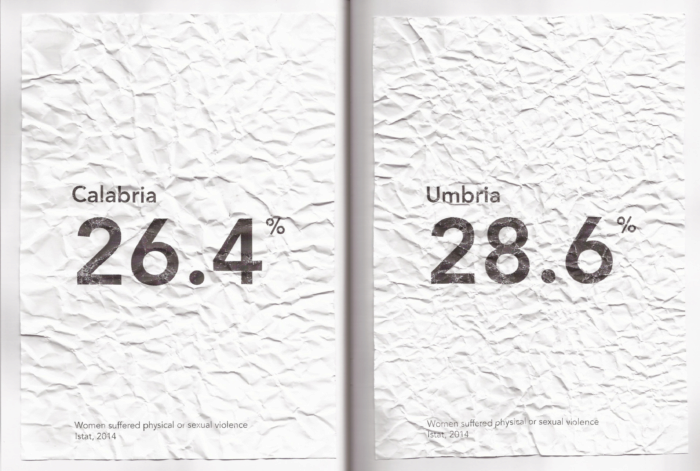 Calabria
26.4%
Women suffered physical or sexual violence
Istat, 2014
Umbria
28.6%
Women suffered physical or sexual violence
Istat, 2014